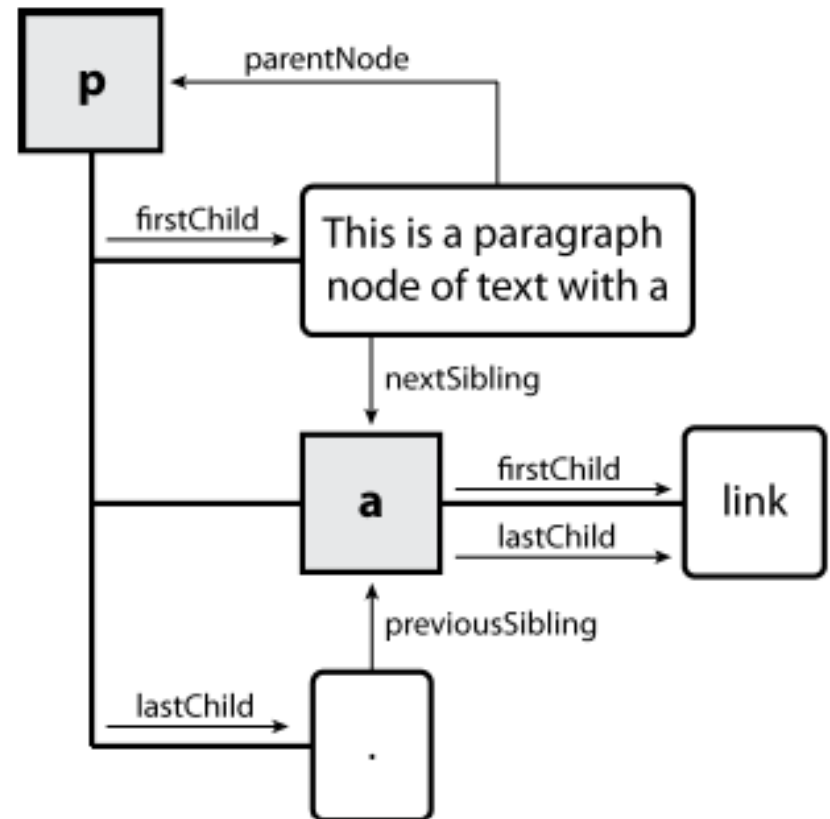 p
parentNode
firstChild
This is a paragraph
node of text with a
nextSibling
a
firstChild
lastChild
link
previousSibling
lastChild
.